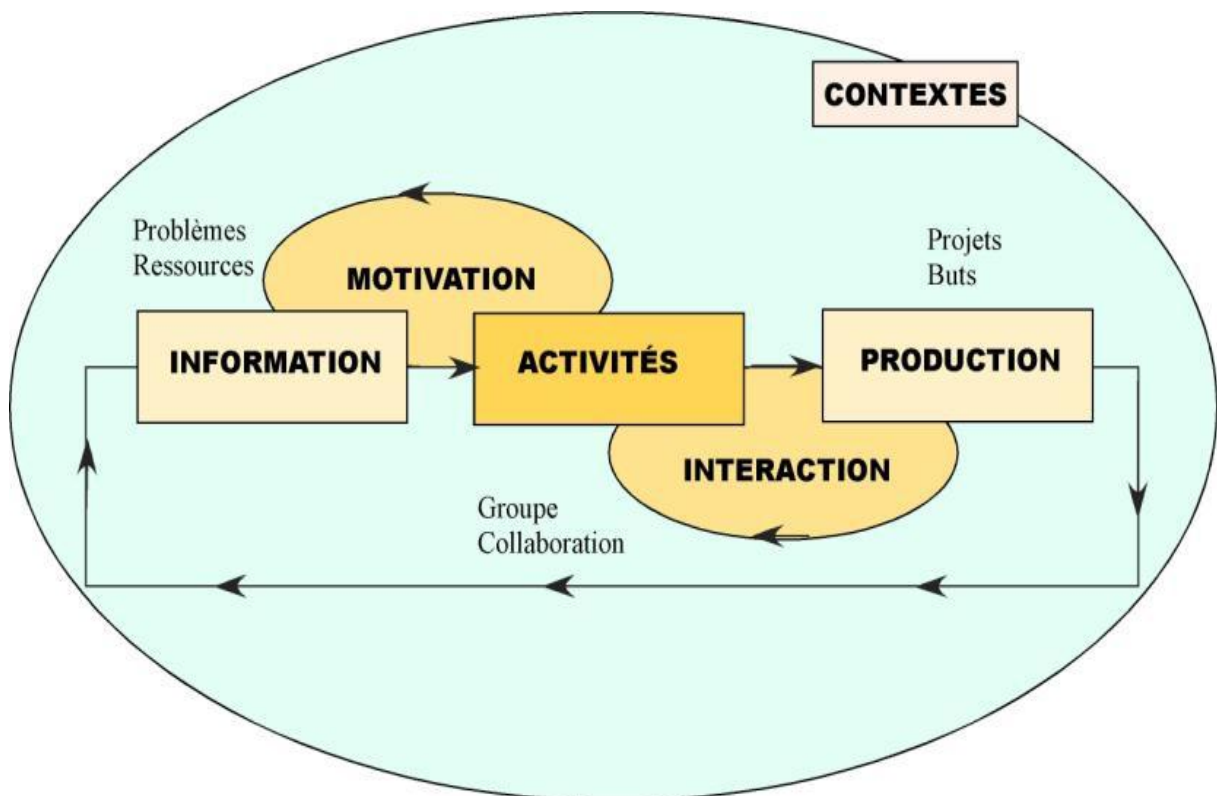 CONTEXTES
Problèmes
Ressources
Projets
Buts
MOTIVATION
INFORMATION
ACTIVITÉS
PRODUCTION
INTERACTION
Groupe
Collaboration